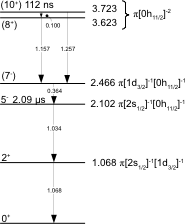 (10⁺) 112 ns 3.723
(8⁺) 3.623 π[0h₁₁/₂]⁻²
0.100
1.157 1.257
(7⁻) 2.466 π[1d₃/₂]⁻¹[0h₁₁/₂]⁻¹
0.364
5⁻ 2.09 μs 2.102 π[2s₁/₂]⁻¹[0h₁₁/₂]⁻¹
1.034
2⁺ 1.068 π[2s₁/₂]⁻¹[1d₃/₂]⁻¹
1.068
0⁺